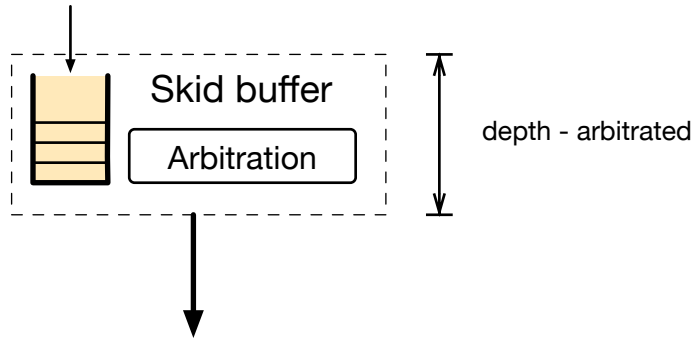 Skid buffer
Arbitration
depth - arbitrated